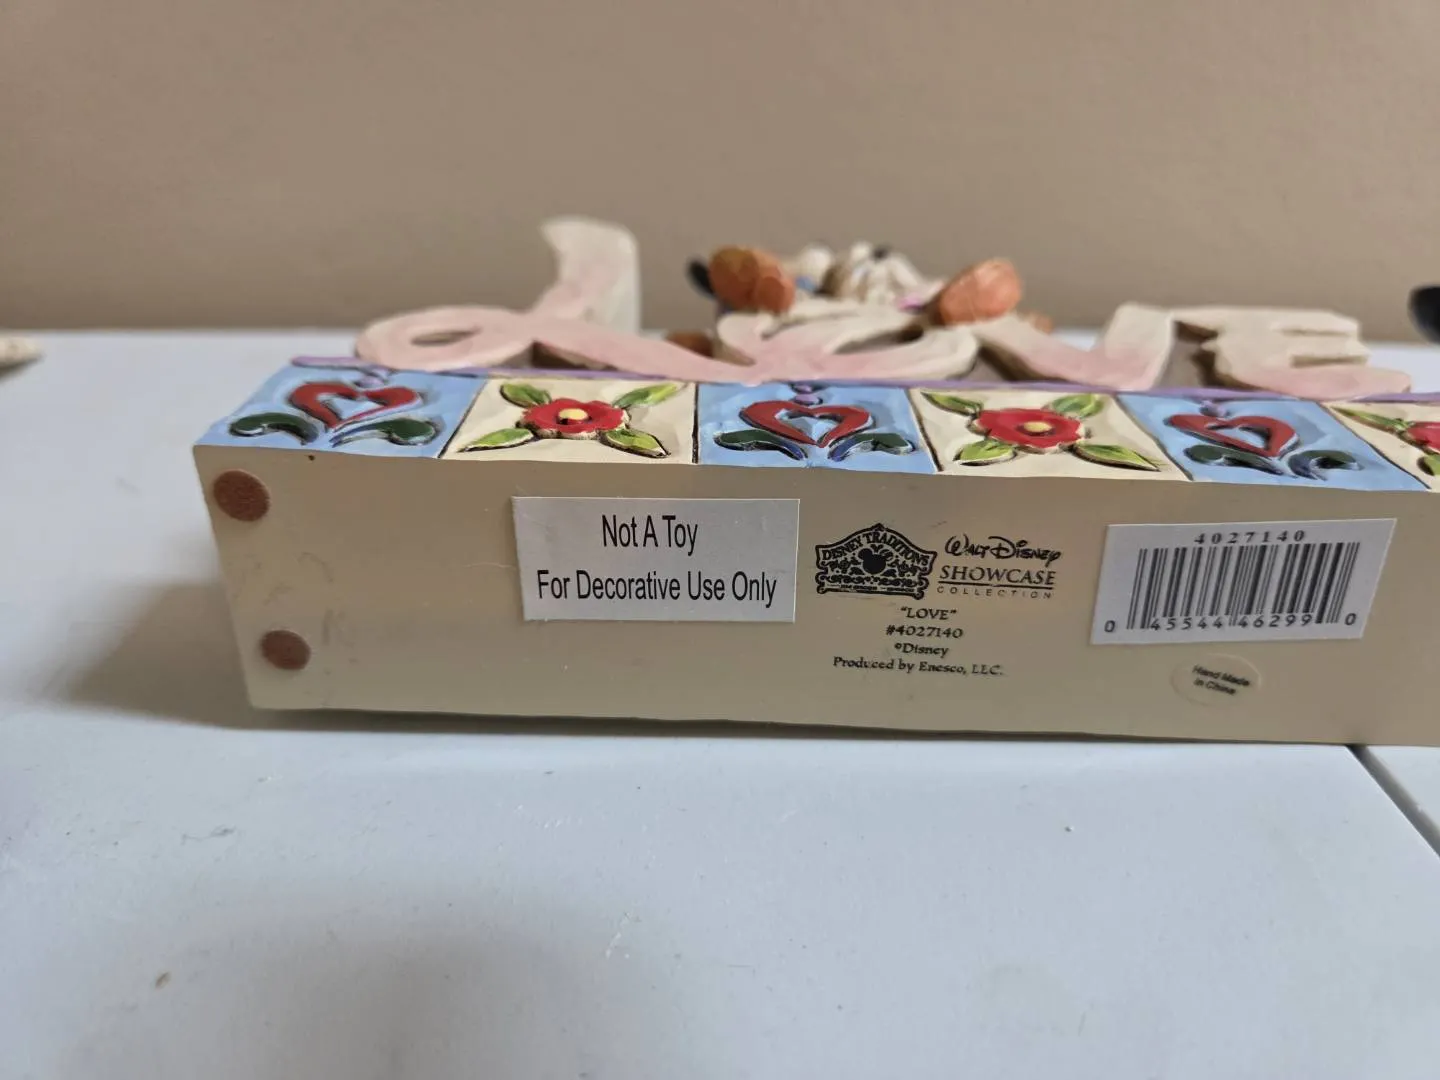 LOVE
Not A Toy
For Decorative Use Only
DISNEY TRADITIONS
WALT DISNEY
SHOWCASE
COLLECTION
"LOVE"
#4027140
©Disney
Produced by Enesco, LLC.
4027140
0 45544 46299 0
Hand Made
in China